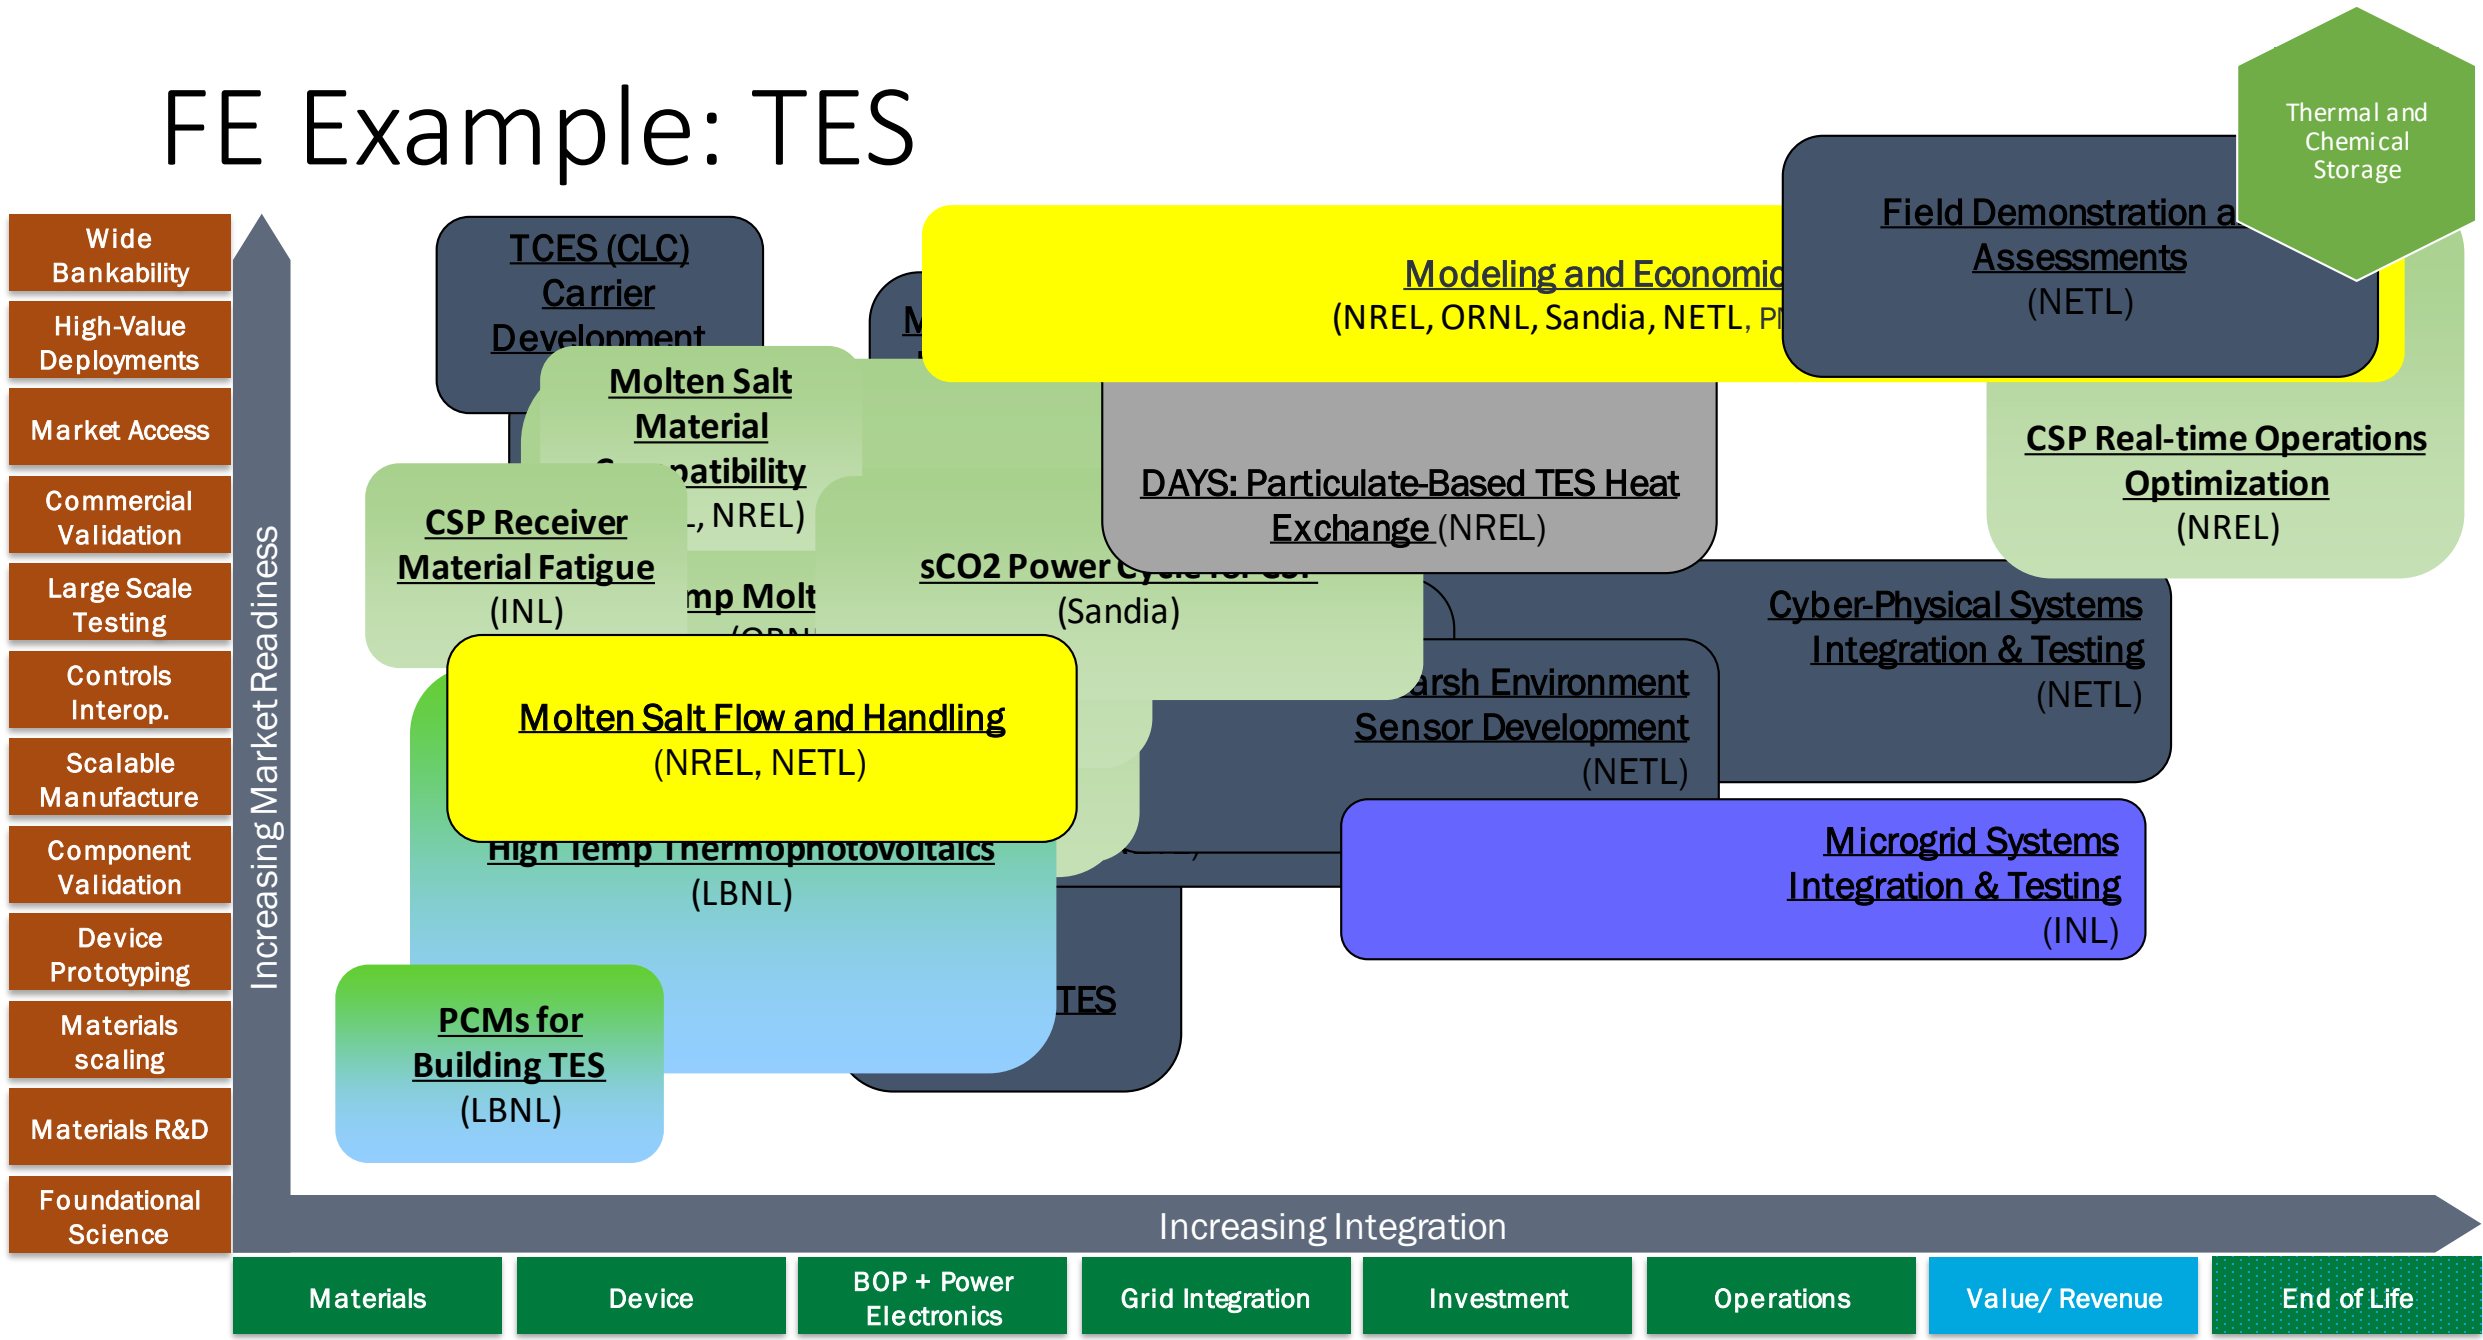 FE Example: TES
Thermal and
Chemical
Storage
Wide
Bankability
High-Value
Deployments
Market Access
Commercial
Validation
Large Scale
Testing
Controls
Interop.
Scalable
Manufacture
Component
Validation
Device
Prototyping
Materials
scaling
Materials R&D
Foundational
Science
Increasing Market Readiness
TCES (CLC)
Carrier
Development
Modeling and Economic
(NREL, ORNL, Sandia, NETL,
Field Demonstration
Assessments
(NETL)
Molten Salt
Material
NREL)
CSP Receiver
Material Fatigue
(INL)
sCO2 Power Cycle for CSP
(Sandia)
DAYS: Particulate-Based TES Heat
Exchange (NREL)
CSP Real-time Operations
Optimization
(NREL)
Cyber-Physical Systems
Integration & Testing
(NETL)
Environment
Sensor Development
(NETL)
Molten Salt Flow and Handling
(NREL, NETL)
High Temp Thermophotovoltaics
(LBNL)
Microgrid Systems
Integration & Testing
(INL)
TES
PCMs for
Building TES
(LBNL)
Increasing Integration
Materials
Device
BOP + Power
Electronics
Grid Integration
Investment
Operations
Value/ Revenue
End of Life